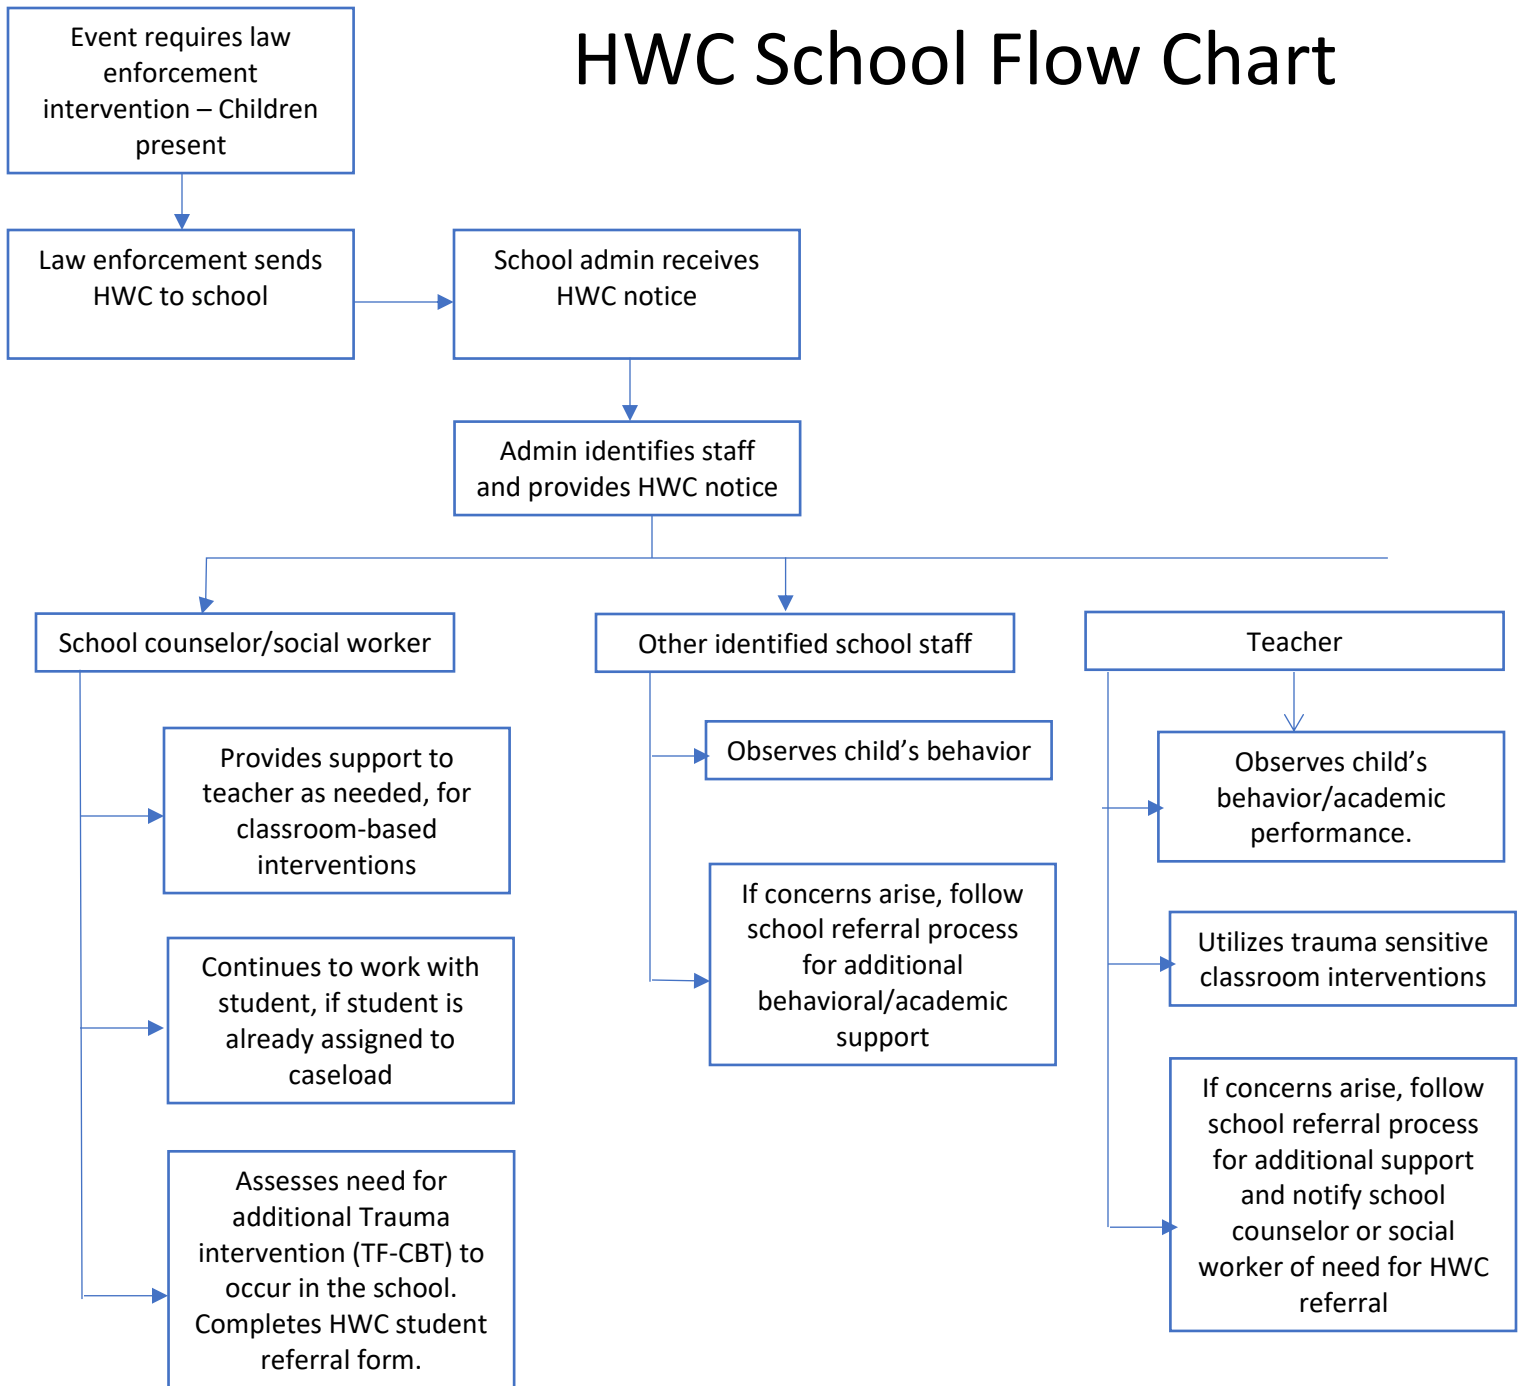 HWC School Flow Chart
Event requires law
enforcement
intervention – Children
present
Law enforcement sends
HWC to school
School admin receives
HWC notice
Admin identifies staff
and provides HWC notice
School counselor/social worker
Provides support to
teacher as needed, for
classroom-based
interventions
Continues to work with
student, if student is
already assigned to
caseload
Assesses need for
additional Trauma
intervention (TF-CBT) to
occur in the school.
Completes HWC student
referral form.
Other identified school staff
Observes child’s behavior
If concerns arise, follow
school referral process
for additional
behavioral/academic
support
Teacher
Observes child’s
behavior/academic
performance.
Utilizes trauma sensitive
classroom interventions
If concerns arise, follow
school referral process
for additional support
and notify school
counselor or social
worker of need for HWC
referral